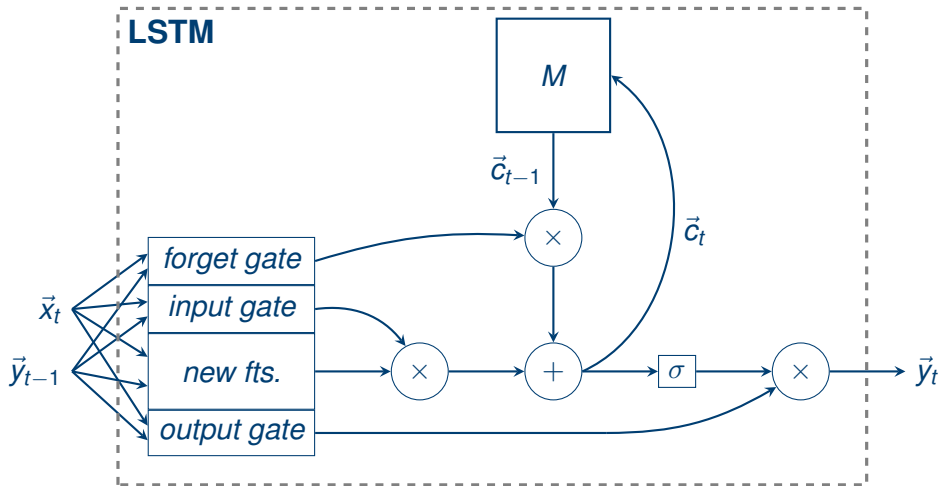 LSTM
M
c⃗ₜ₋₁
×
c⃗ₜ
forget gate
input gate
new fts.
output gate
x⃗ₜ
y⃗ₜ₋₁
×
+
σ
×
y⃗ₜ